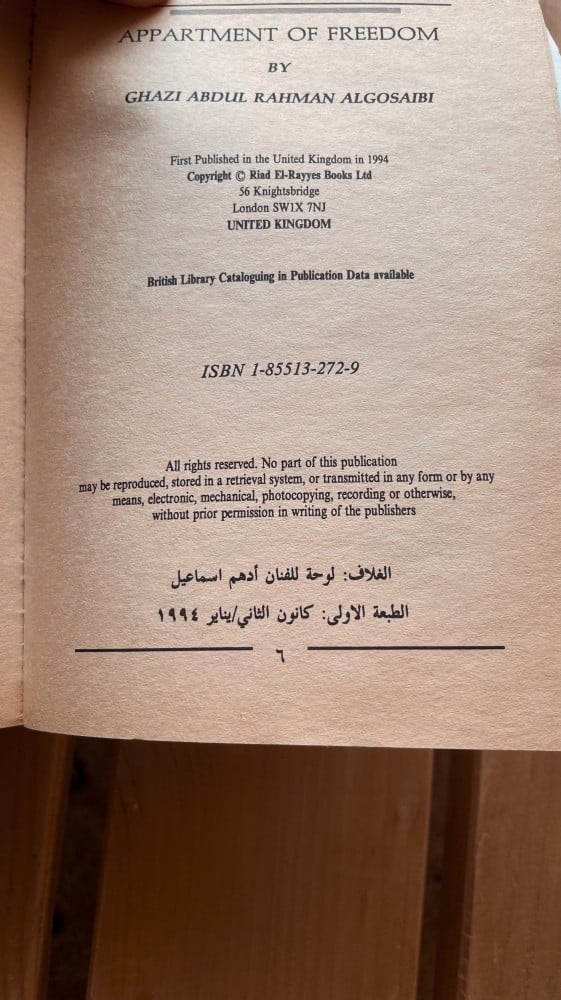 APPARTMENT OF FREEDOM
BY
GHAZI ABDUL RAHMAN ALGOSAIBI
First Published in the United Kingdom in 1994
Copyright © Riad El-Rayyes Books Ltd
56 Knightsbridge
London SW1X 7NJ
UNITED KINGDOM
British Library Cataloguing in Publication Data available
ISBN 1-85513-272-9
All rights reserved. No part of this publication
may be reproduced, stored in a retrieval system, or transmitted in any form or by any
means, electronic, mechanical, photocopying, recording or otherwise,
without prior permission in writing of the publishers
الغلاف: لوحة للفنان أدهم اسماعيل
الطبعة الاولى: كانون الثاني/يناير ١٩٩٤
٦